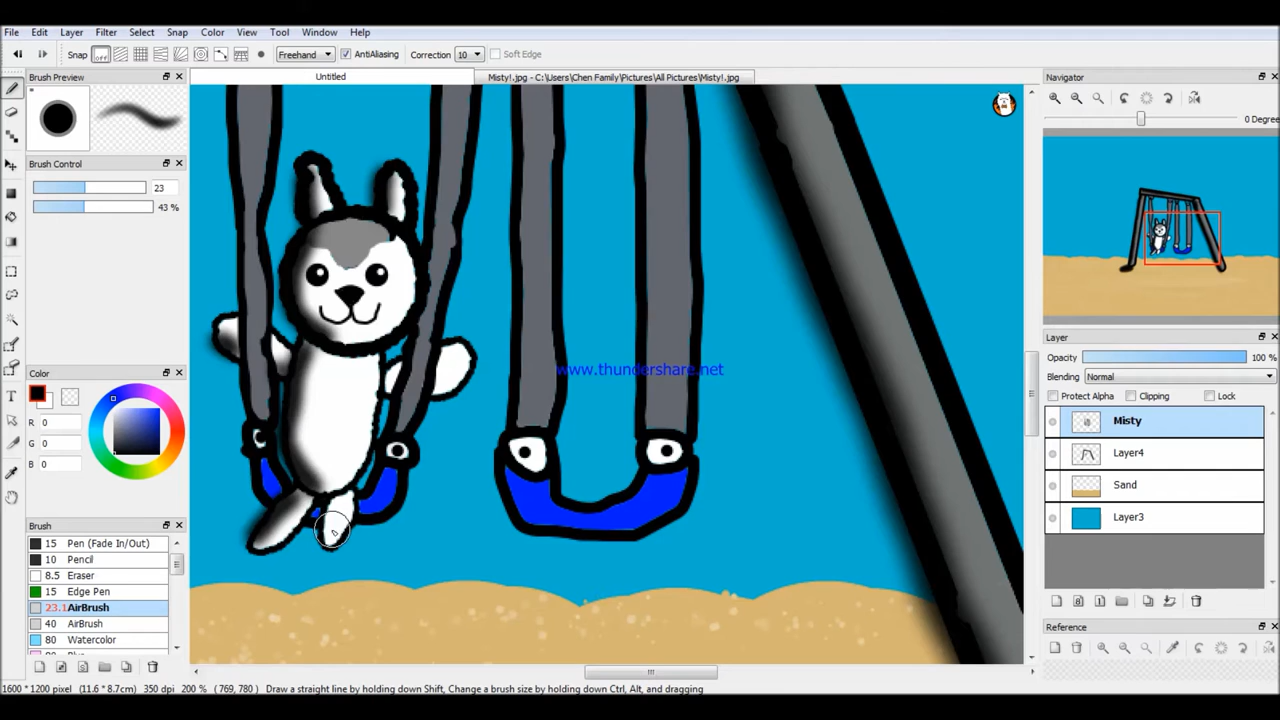 File Edit Layer Filter Select Snap Color View Tool Window Help
Snap off Freehand AntiAliasing Correction 10 Soft Edge
Brush Preview
Untitled
Misty!.jpg - C:\Users\Chen Family\Pictures\All Pictures\Misty!.jpg
Navigator
0 Degree
Brush Control
23
43 %
Color
R 0
G 0
B 0
Brush
15 Pen (Fade In/Out)
10 Pencil
8.5 Eraser
15 Edge Pen
23.1 AirBrush
40 AirBrush
80 Watercolor
www.thundershare.net
Layer
Opacity 100 %
Blending Normal
Protect Alpha Clipping Lock
Misty
Layer4
Sand
Layer3
Reference
1600 * 1200 pixel (11.6 * 8.7cm) 350 dpi 200 % ( 769, 780 ) Draw a straight line by holding down Shift, Change a brush size by holding down Ctrl, Alt, and dragging